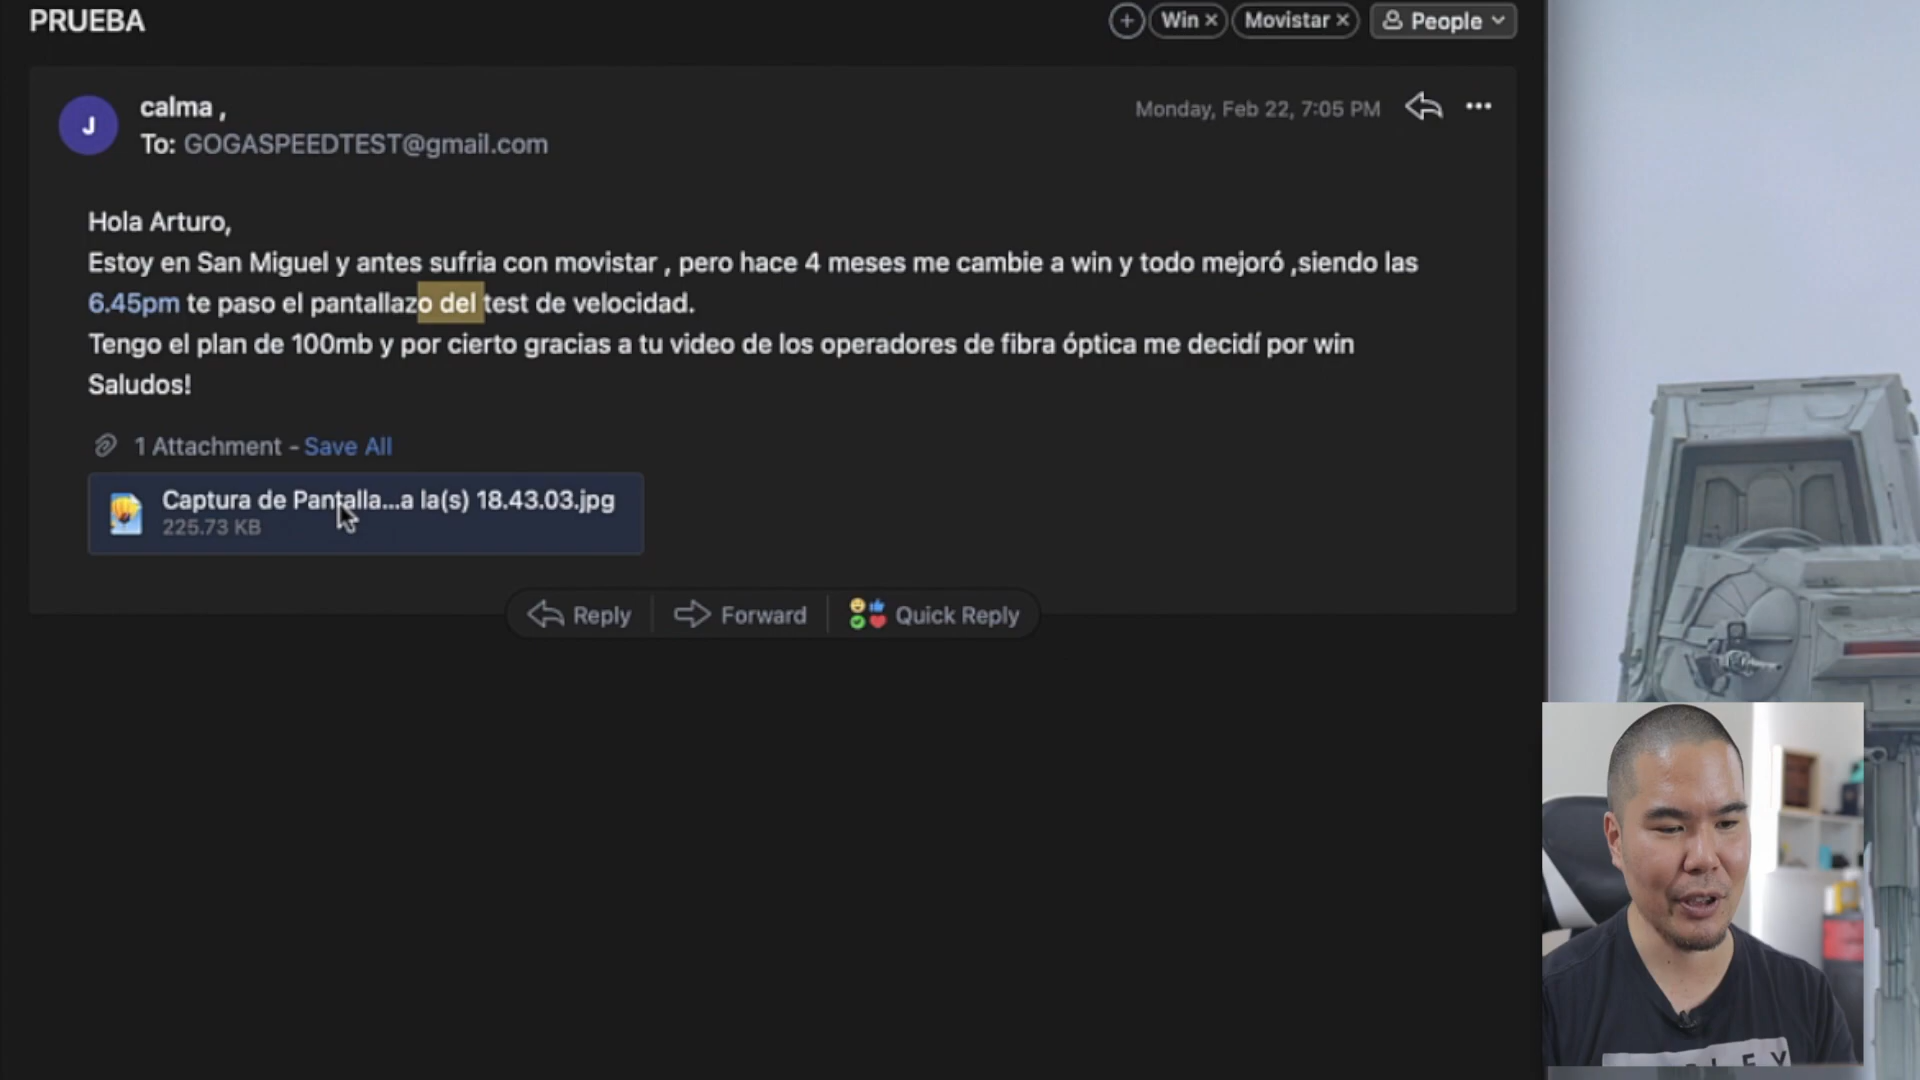 PRUEBA
Win ×
Movistar ×
People
J
calma ,
Monday, Feb 22, 7:05 PM
To: GOGASPEEDTEST@gmail.com
Hola Arturo,
Estoy en San Miguel y antes sufria con movistar , pero hace 4 meses me cambie a win y todo mejoró ,siendo las
6.45pm te paso el pantallazo del test de velocidad.
Tengo el plan de 100mb y por cierto gracias a tu video de los operadores de fibra óptica me decidí por win
Saludos!
1 Attachment - Save All
Captura de Pantalla...a la(s) 18.43.03.jpg
225.73 KB
Reply
Forward
Quick Reply